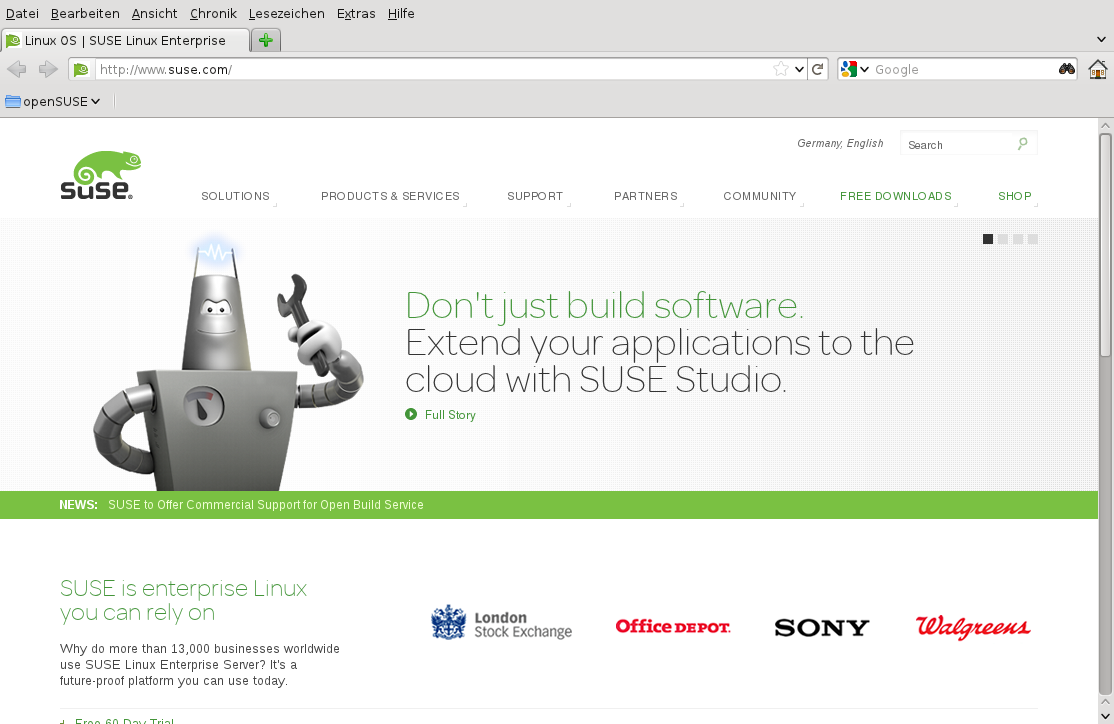 Datei Bearbeiten Ansicht Chronik Lesezeichen Extras Hilfe
Linux OS | SUSE Linux Enterprise
http://www.suse.com/
Google
openSUSE
Germany, English
Search
SUSE
SOLUTIONS PRODUCTS & SERVICES SUPPORT PARTNERS COMMUNITY FREE DOWNLOADS SHOP
Don't just build software.
Extend your applications to the
cloud with SUSE Studio.
Full Story
NEWS: SUSE to Offer Commercial Support for Open Build Service
SUSE is enterprise Linux
you can rely on
Why do more than 13,000 businesses worldwide
use SUSE Linux Enterprise Server? It's a
future-proof platform you can use today.
London
Stock Exchange
Office DEPOT.
SONY
Walgreens
Free 60 Day Trial